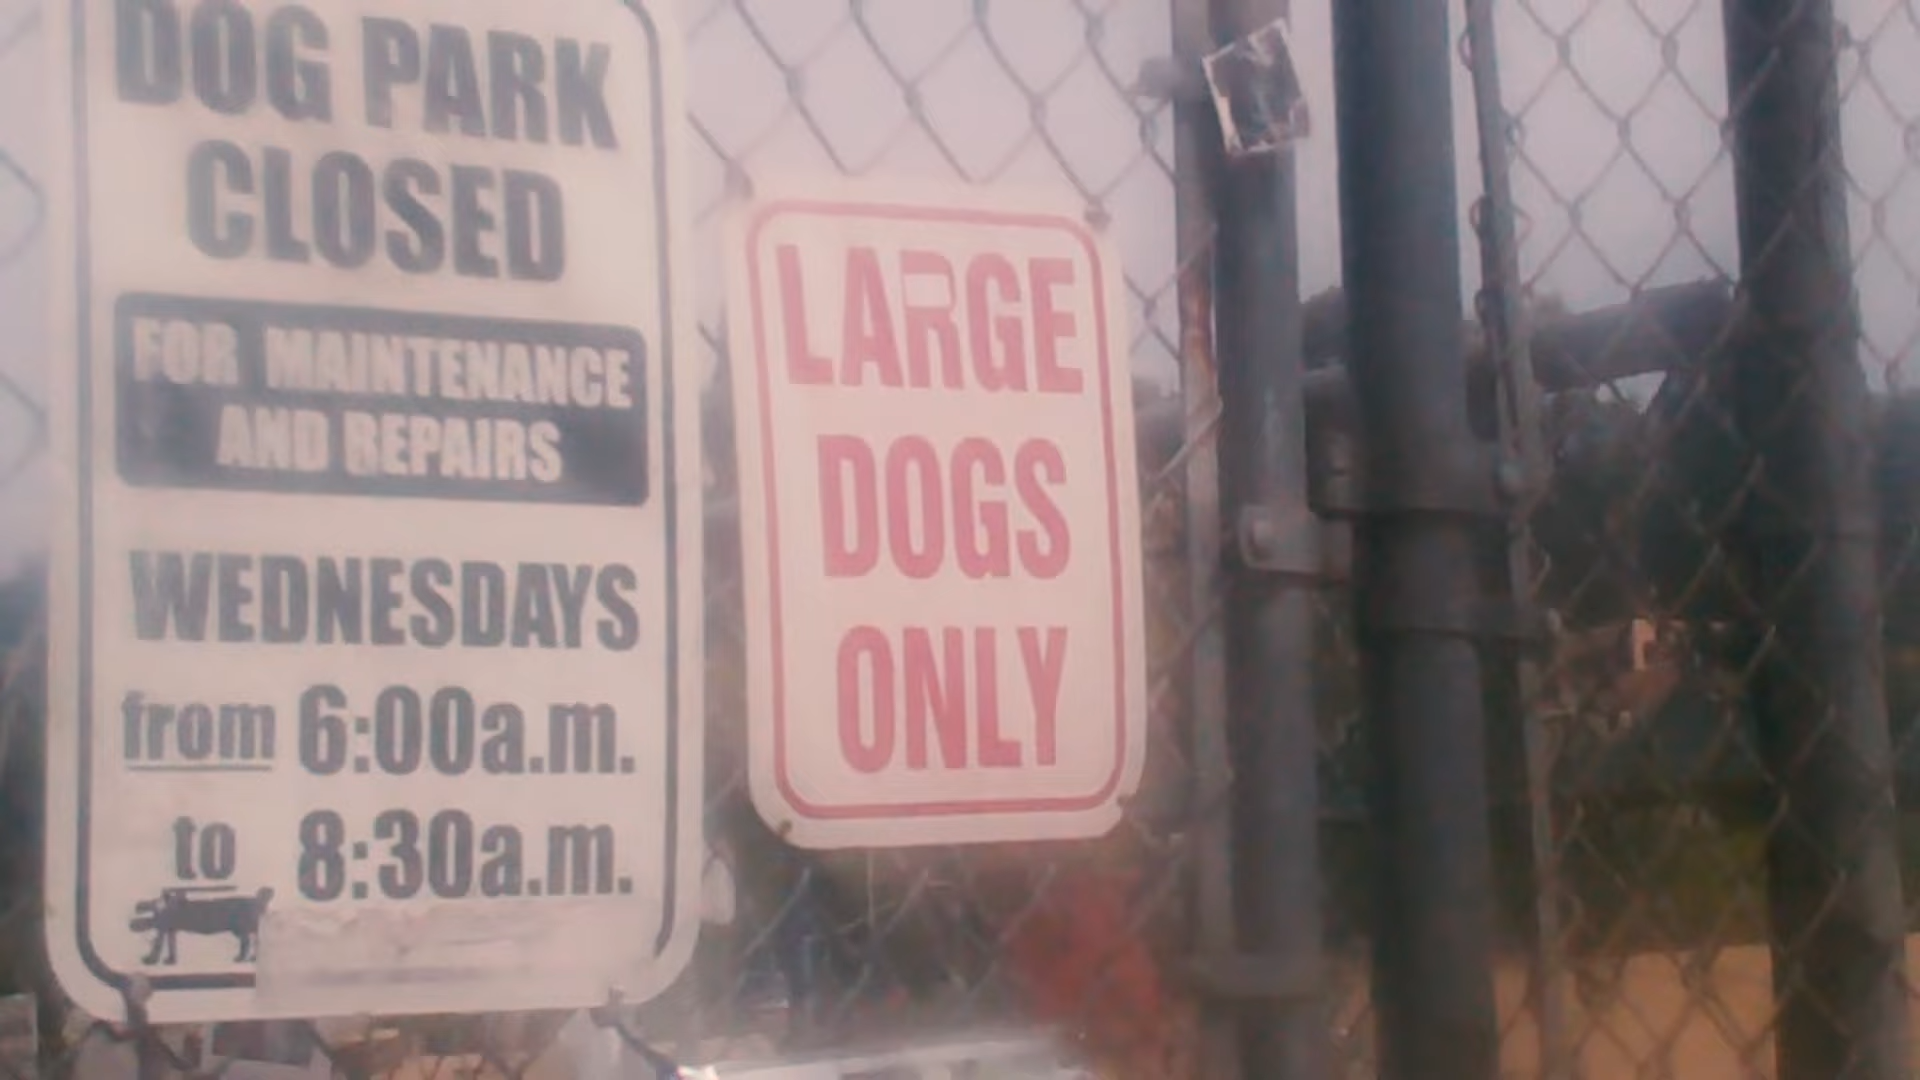 DOG PARK
CLOSED
FOR MAINTENANCE
AND REPAIRS
WEDNESDAYS
from 6:00a.m.
to 8:30a.m.
LARGE
DOGS
ONLY